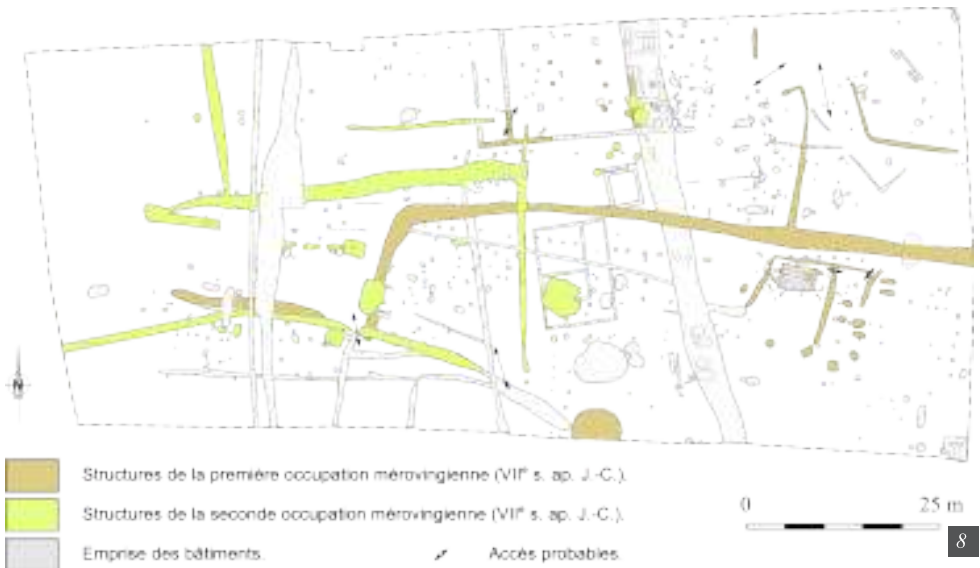 N
Structures de la première occupation mérovingienne (VIIᵉ s. ap. J.-C.).
Structures de la seconde occupation mérovingienne (VIIᵉ s. ap. J.-C.).
0 25 m
Emprise des bâtiments. Accès probables.
8